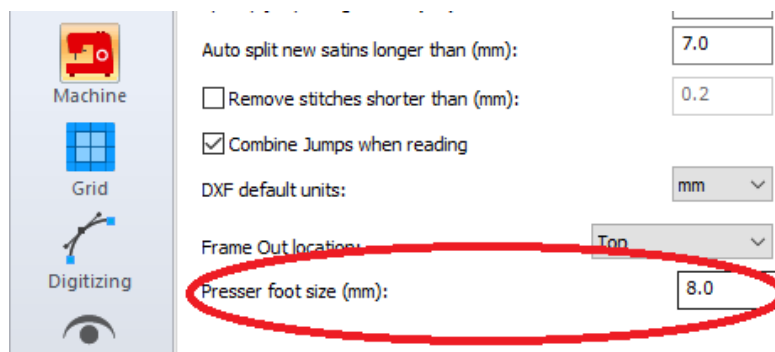 Auto split new satins longer than (mm): 7.0
Machine
Remove stitches shorter than (mm): 0.2
Combine Jumps when reading
Grid
DXF default units: mm
Frame Out location: Top
Digitizing
Presser foot size (mm): 8.0